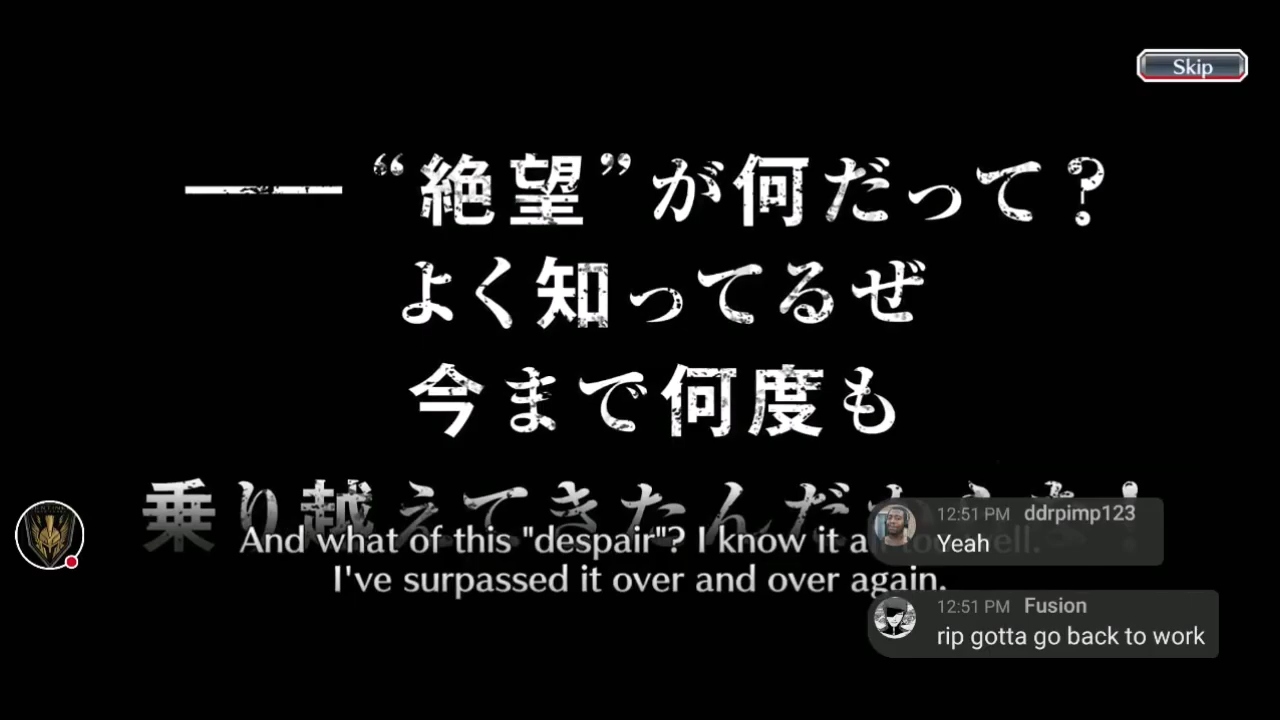 Skip
——“絶望”が何だって?
よく知ってるぜ
今まで何度も
乗り越えてきたんだ
And what of this "despair"? I know it a
I've surpassed it over and over again.
12:51 PM ddrpimp123
Yeah
12:51 PM Fusion
rip gotta go back to work